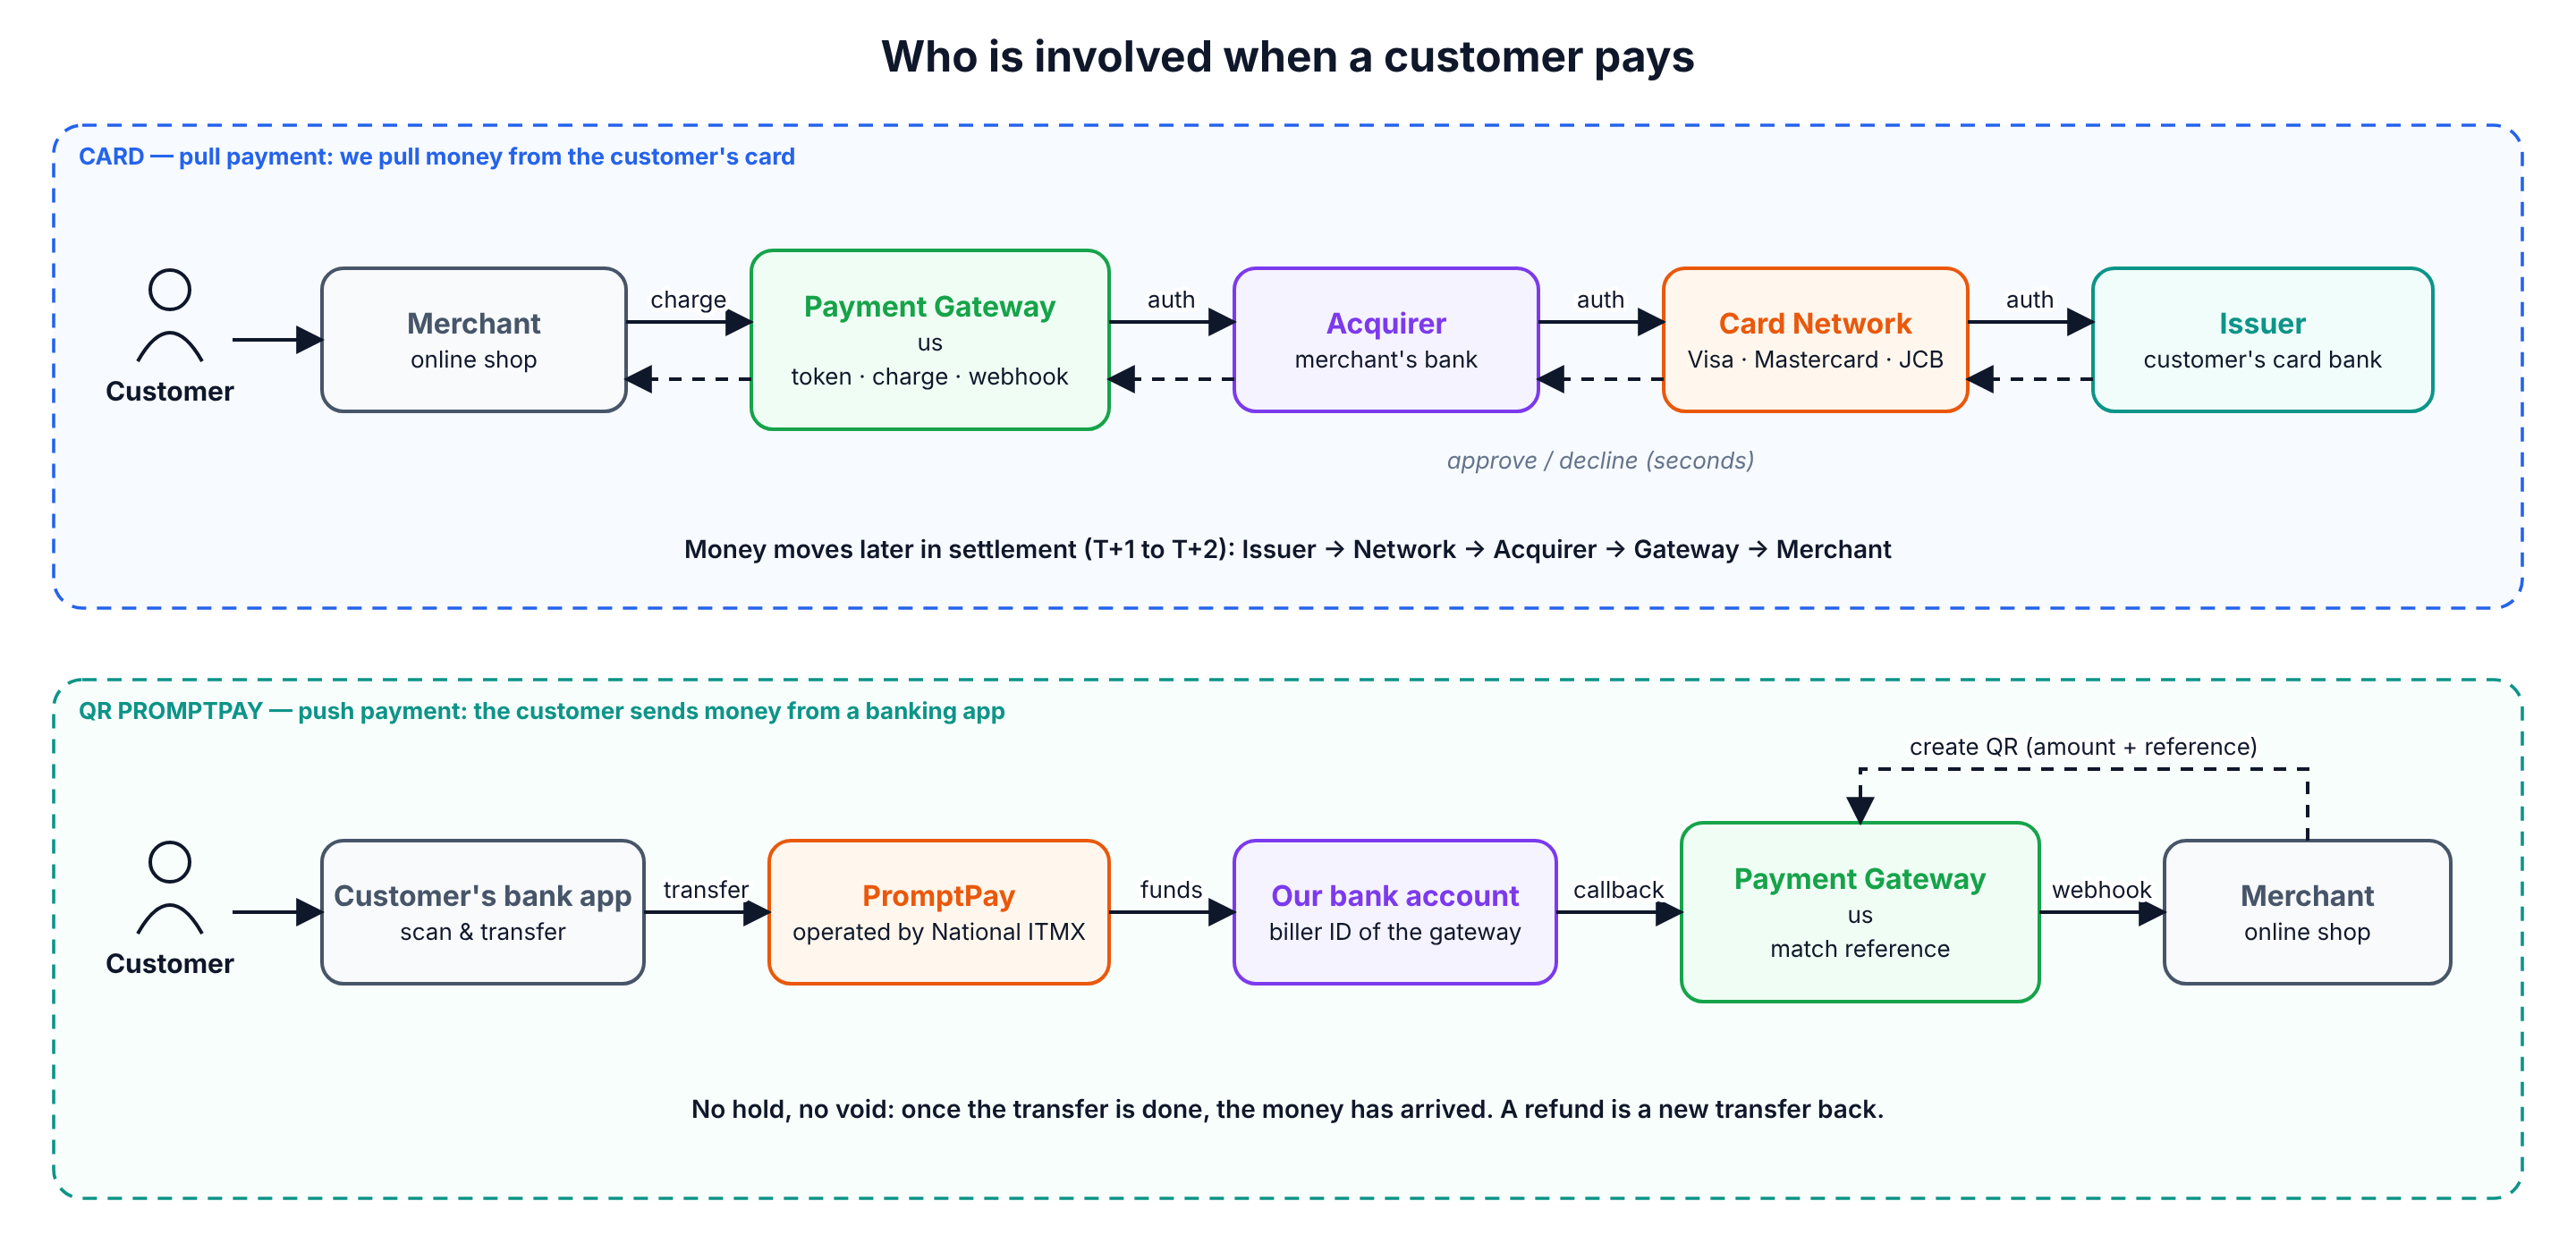 Who is involved when a customer pays
CARD — pull payment: we pull money from the customer's card
Customer
Merchant
online shop
charge
Payment Gateway
us
token · charge · webhook
auth
Acquirer
merchant's bank
auth
Card Network
Visa · Mastercard · JCB
auth
Issuer
customer's card bank
approve / decline (seconds)
Money moves later in settlement (T+1 to T+2): Issuer → Network → Acquirer → Gateway → Merchant
QR PROMPTPAY — push payment: the customer sends money from a banking app
create QR (amount + reference)
Customer
Customer's bank app
scan & transfer
transfer
PromptPay
operated by National ITMX
funds
Our bank account
biller ID of the gateway
callback
Payment Gateway
us
match reference
webhook
Merchant
online shop
No hold, no void: once the transfer is done, the money has arrived. A refund is a new transfer back.